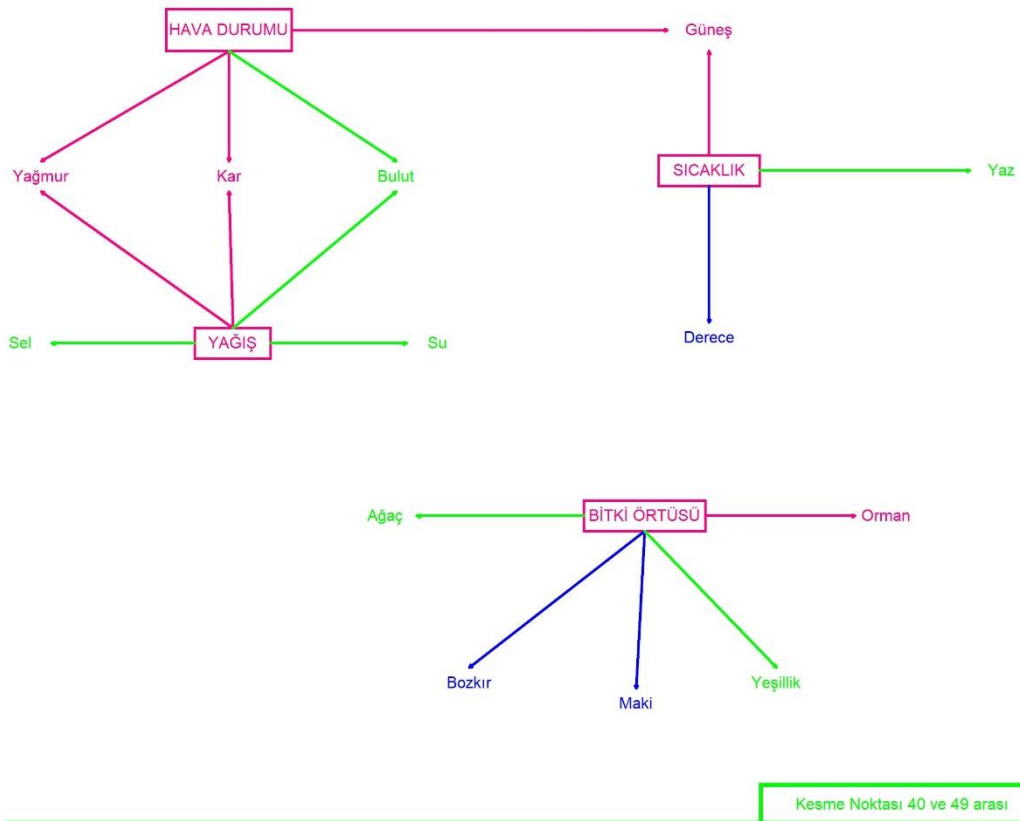 HAVA DURUMU
Güneş
Yağmur
Kar
Bulut
SICAKLIK
Yaz
Sel
YAĞIŞ
Su
Derece
Ağaç
BİTKİ ÖRTÜSÜ
Orman
Bozkır
Maki
Yeşillik
Kesme Noktası 40 ve 49 arası